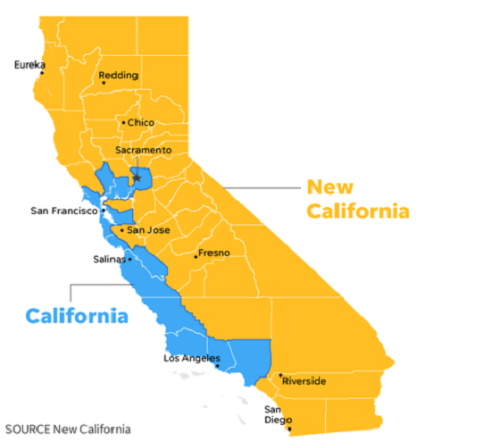 Eureka
Redding
Chico
Sacramento
New
California
San Francisco
San Jose
Salinas
Fresno
California
Los Angeles
Riverside
San
Diego
SOURCE New California